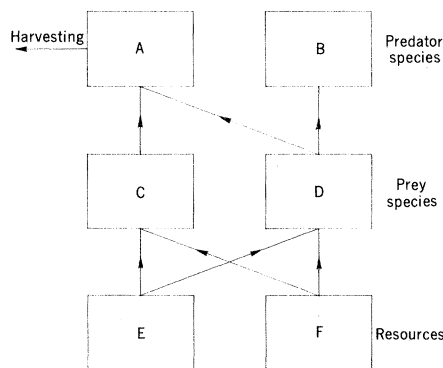 Harvesting
A
B
Predator
species
C
D
Prey
species
E
F
Resources